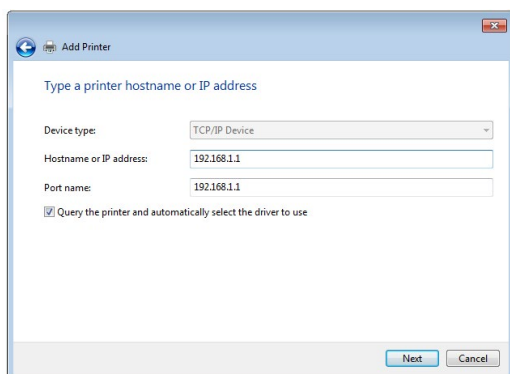 Add Printer
Type a printer hostname or IP address
Device type: TCP/IP Device
Hostname or IP address: 192.168.1.1
Port name: 192.168.1.1
Query the printer and automatically select the driver to use
Next Cancel